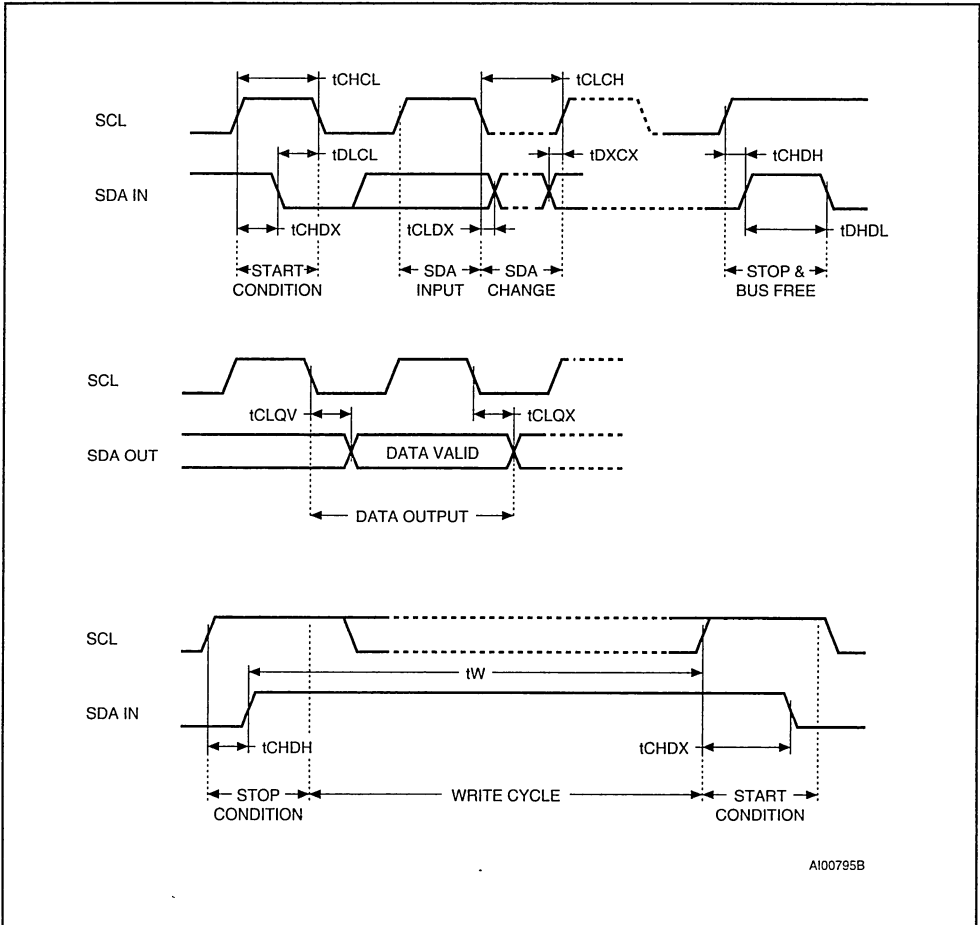 tCHCL
tCLCH
SCL
tDLCL
tDXCX
tCHDH
SDA IN
tCHDX
tCLDX
tDHDL
START
CONDITION
SDA
INPUT
SDA
CHANGE
STOP &
BUS FREE
SCL
tCLQV
tCLQX
SDA OUT
DATA VALID
DATA OUTPUT
SCL
tW
SDA IN
tCHDH
tCHDX
STOP
CONDITION
WRITE CYCLE
START
CONDITION
AI00795B